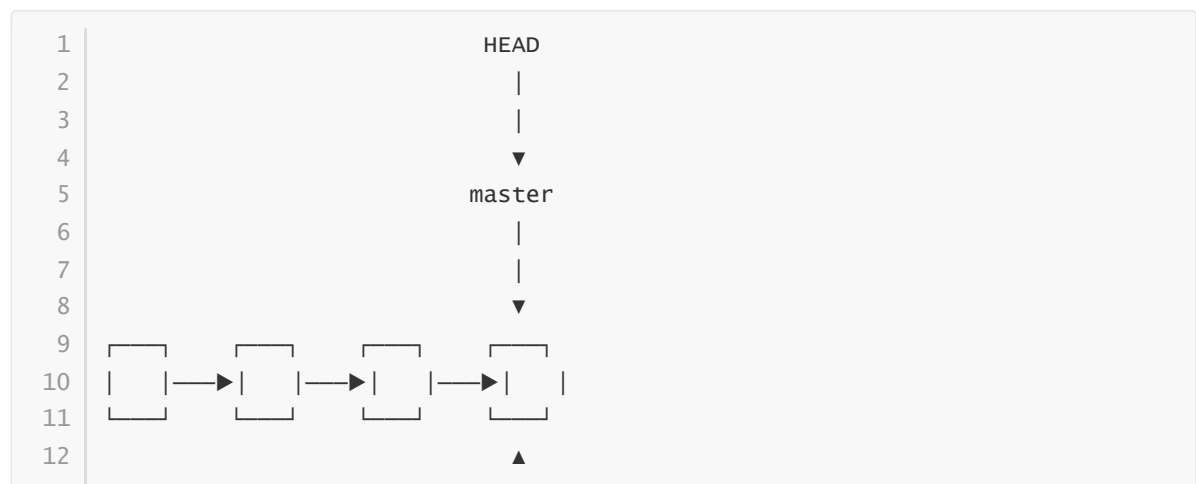 1 HEAD
2 |
3 |
4 ▼
5 master
6 |
7 |
8 ▼
9 ┌───┐    ┌───┐    ┌───┐    ┌───┐
10 │   │───▶│   │───▶│   │───▶│   │
11 └───┘    └───┘    └───┘    └───┘
12 ▲